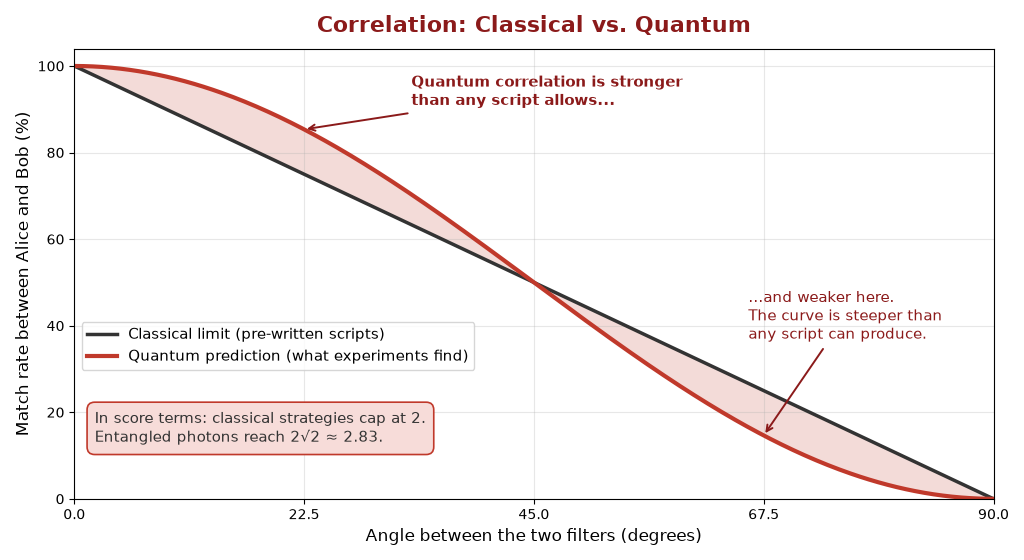 Correlation: Classical vs. Quantum
Match rate between Alice and Bob (%)
100
80
60
40
20
0
Quantum correlation is stronger
than any script allows...
...and weaker here.
The curve is steeper than
any script can produce.
Classical limit (pre-written scripts)
Quantum prediction (what experiments find)
In score terms: classical strategies cap at 2.
Entangled photons reach 2√2 ≈ 2.83.
0.0
22.5
45.0
67.5
90.0
Angle between the two filters (degrees)